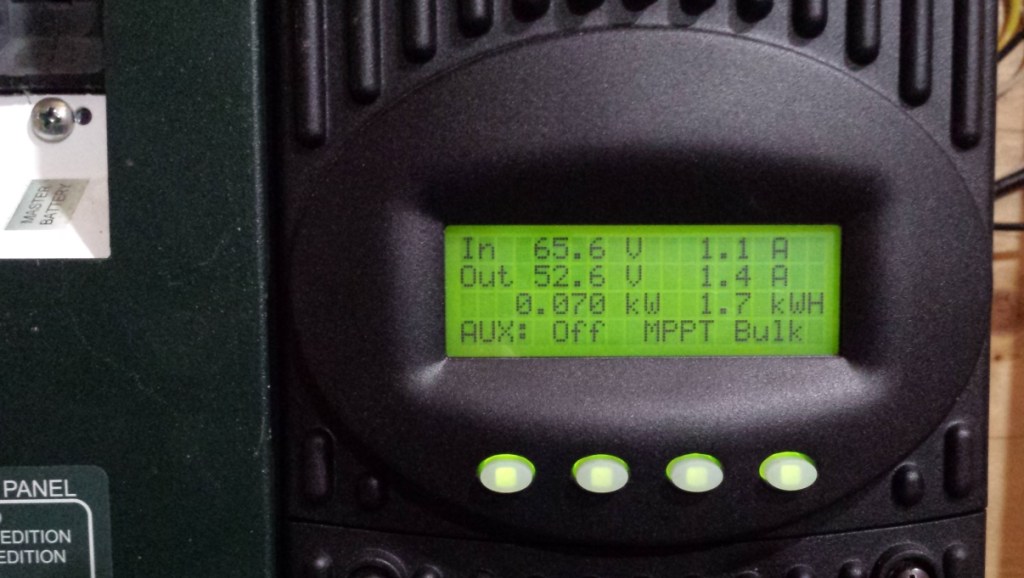 MASTER
BATTERY
In 65.6 V 1.1 A
Out 52.6 V 1.4 A
0.070 kW 1.7 kWH
AUX: Off MPPT Bulk
PANEL
EDITION
EDITION